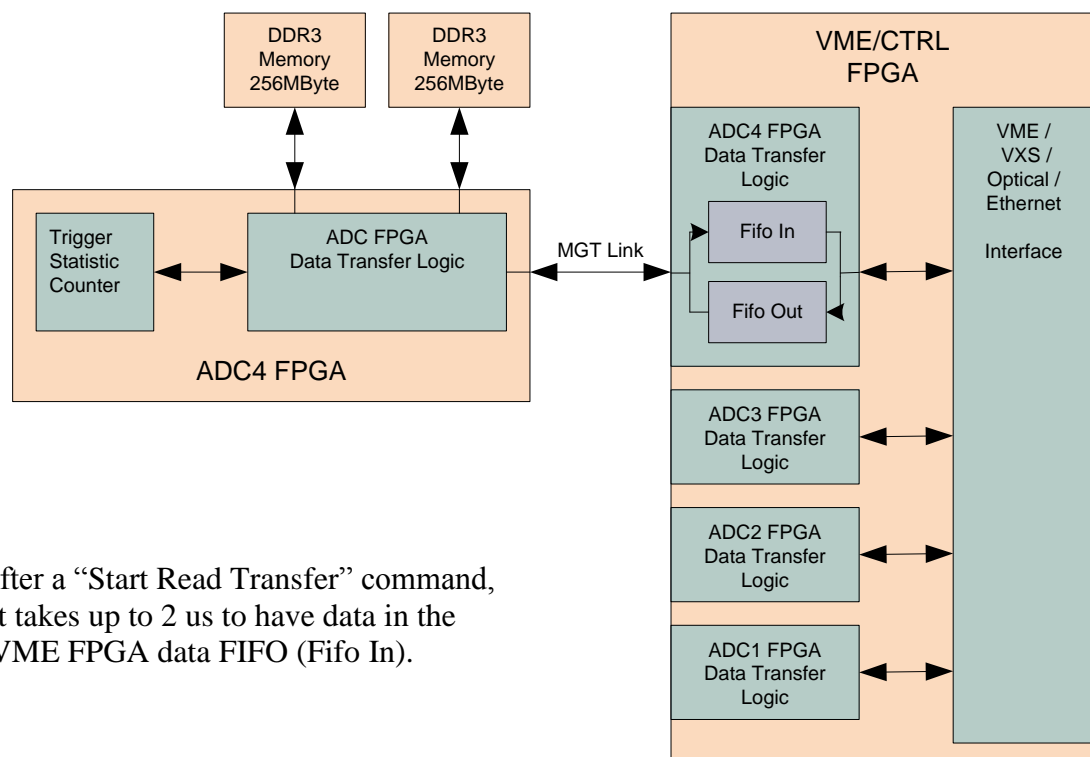 DDR3
Memory
256MByte
DDR3
Memory
256MByte
VME/CTRL
FPGA
Trigger
Statistic
Counter
ADC FPGA
Data Transfer Logic
ADC4 FPGA
MGT Link
ADC4 FPGA
Data Transfer
Logic
Fifo In
Fifo Out
VME /
VXS /
Optical /
Ethernet
Interface
ADC3 FPGA
Data Transfer
Logic
ADC2 FPGA
Data Transfer
Logic
ADC1 FPGA
Data Transfer
Logic
fter a “Start Read Transfer” command,
t takes up to 2 us to have data in the
VME FPGA data FIFO (Fifo In).